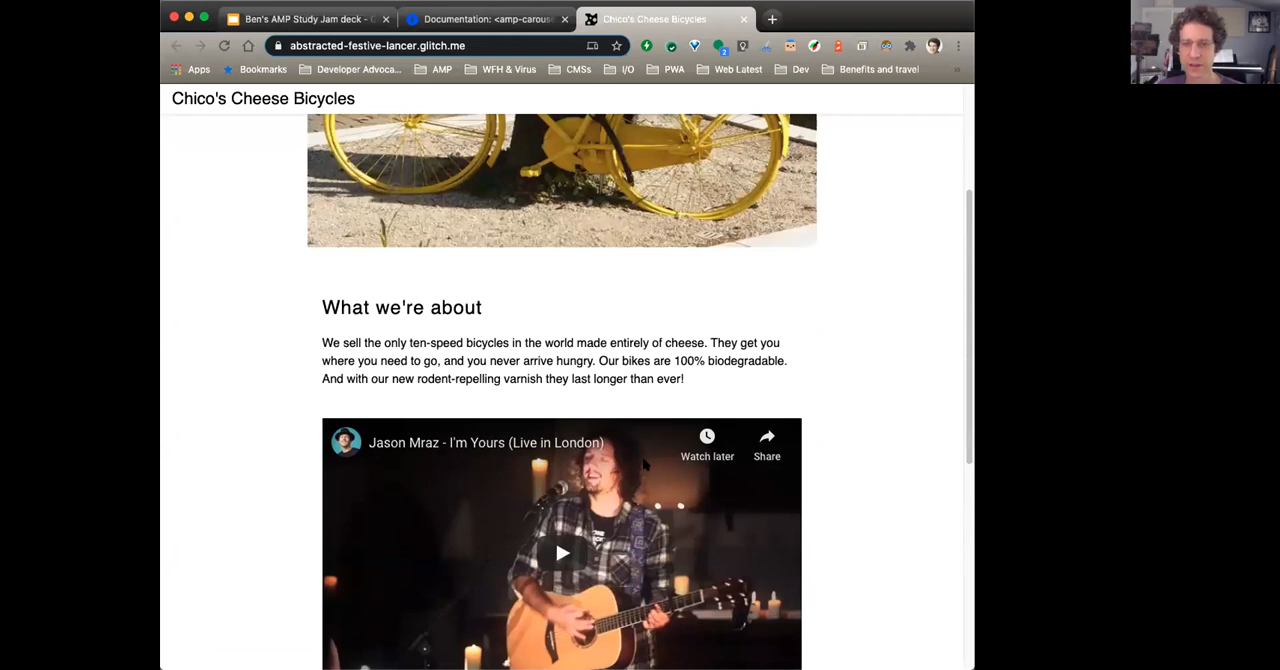 Ben's AMP Study Jam deck - G
Documentation: <amp-carouse
Chico's Cheese Bicycles
abstracted-festive-lancer.glitch.me
2
Apps
Bookmarks
Developer Advoca...
AMP
WFH & Virus
CMSs
I/O
PWA
Web Latest
Dev
Benefits and travel
»
Chico's Cheese Bicycles
What we're about
We sell the only ten-speed bicycles in the world made entirely of cheese. They get you
where you need to go, and you never arrive hungry. Our bikes are 100% biodegradable.
And with our new rodent-repelling varnish they last longer than ever!
Jason Mraz - I'm Yours (Live in London)
Watch later
Share